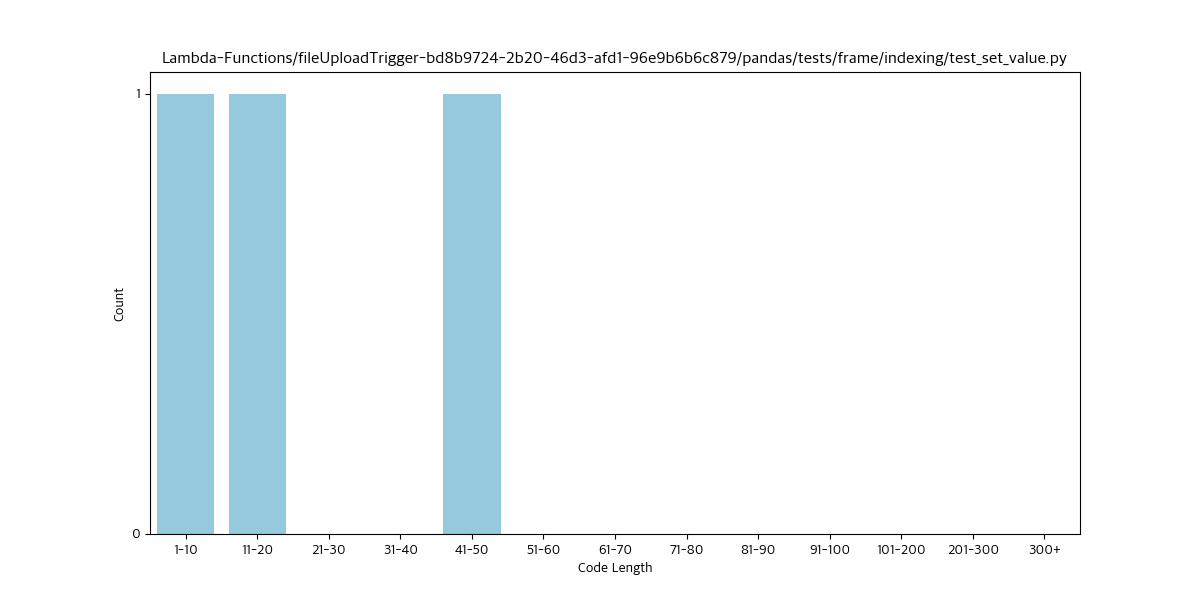 Lambda-Functions/fileUploadTrigger-bd8b9724-2b20-46d3-afd1-96e9b6b6c879/pandas/tests/frame/indexing/test_set_value.py
1
Count
0
1-10 11-20 21-30 31-40 41-50 51-60 61-70 71-80 81-90 91-100 101-200 201-300 300+
Code Length